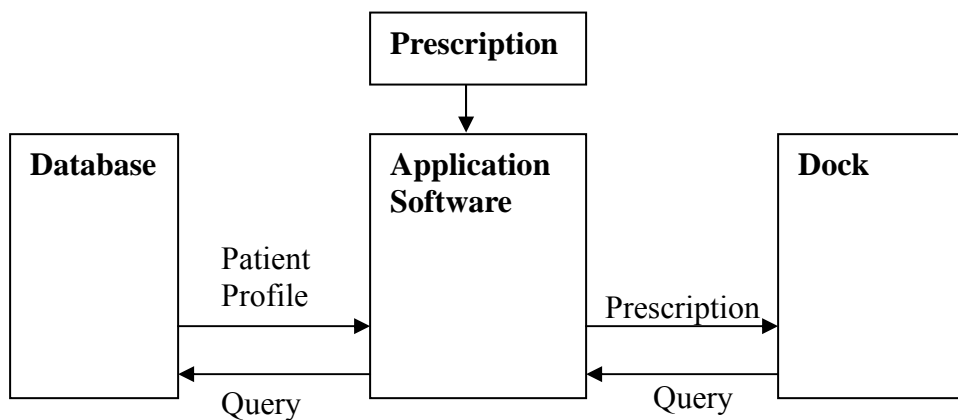 Prescription
Database
Application
Software
Dock
Patient
Profile
Prescription
Query
Query